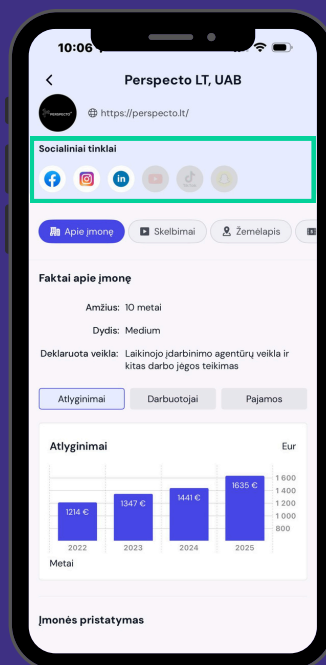 10:06
Perspecto LT, UAB
PERSPECTO
https://perspecto.lt/
Socialiniai tinklai
in
TikTok
Apie įmonę
Skelbimai
Žemėlapis
Faktai apie įmonę
Amžius: 10 metai
Dydis: Medium
Deklaruota veikla: Laikinojo įdarbinimo agentūrų veikla ir
kitas darbo jėgos teikimas
Atlyginimai
Darbuotojai
Pajamos
Atlyginimai
Eur
1214 €
1347 €
1441 €
1635 €
1 600
1 400
1 200
1 000
800
2022
2023
2024
2025
Metai
Įmonės pristatymas